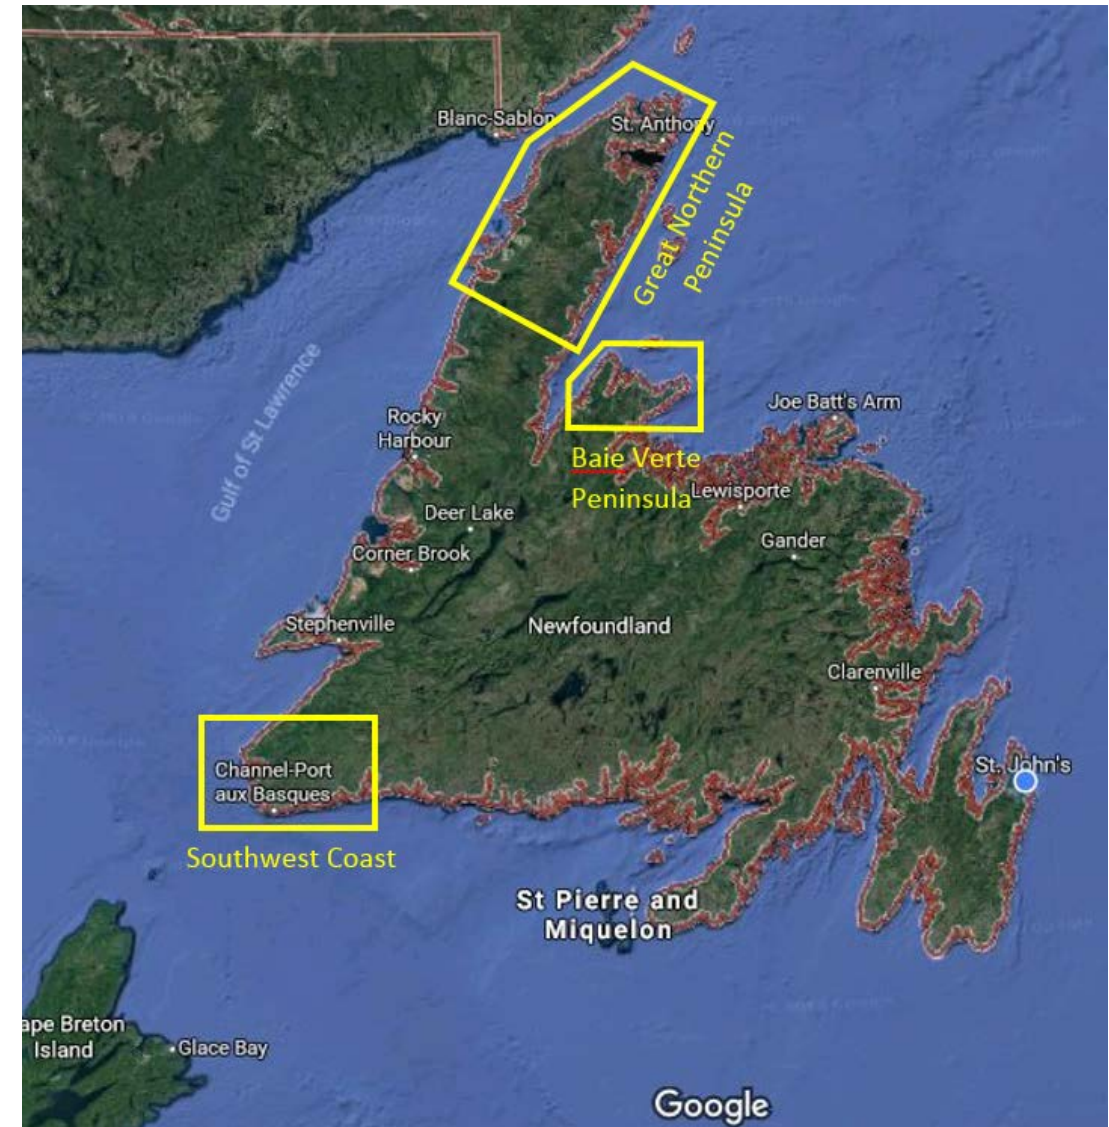 Blanc-Sablon
St. Anthony
Great Northern
Peninsula
Gulf of St Lawrence
Rocky
Harbour
Joe Batt's Arm
Baie Verte
Peninsula
Lewisporte
Deer Lake
Gander
Corner Brook
Stephenville
Newfoundland
Clarenville
Channel-Port
aux Basques
St. John's
Southwest Coast
St Pierre and
Miquelon
ape Breton
Island
Glace Bay
Google